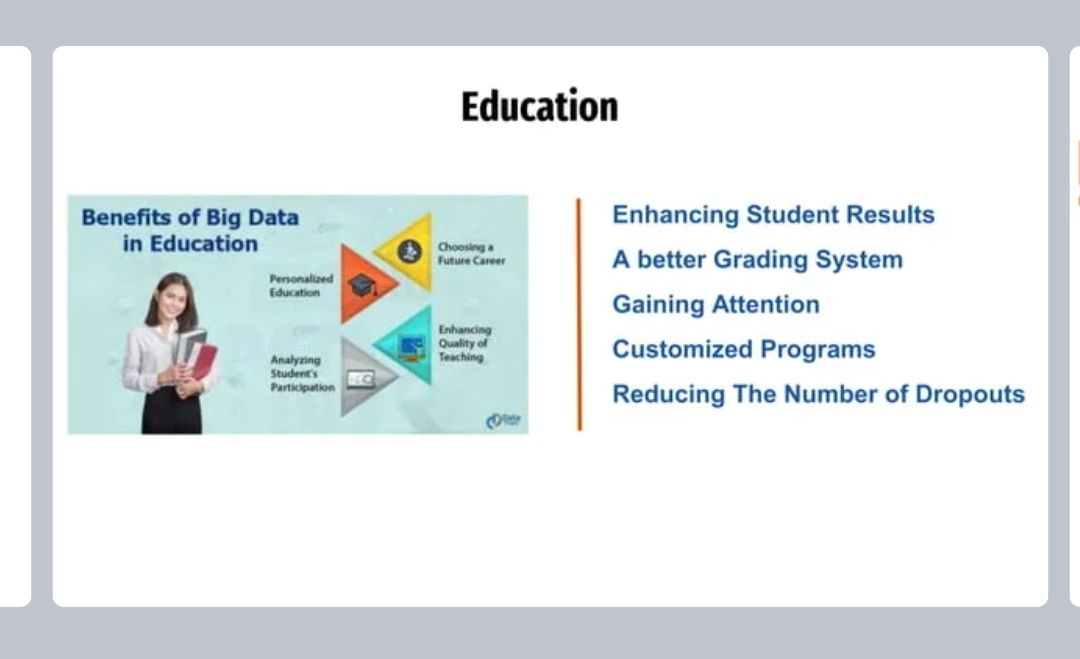 Education
Benefits of Big Data
in Education
Personalized
Education
Choosing a
Future Career
Analyzing
Student's
Participation
Enhancing
Quality of
Teaching
Data
Enhancing Student Results
A better Grading System
Gaining Attention
Customized Programs
Reducing The Number of Dropouts